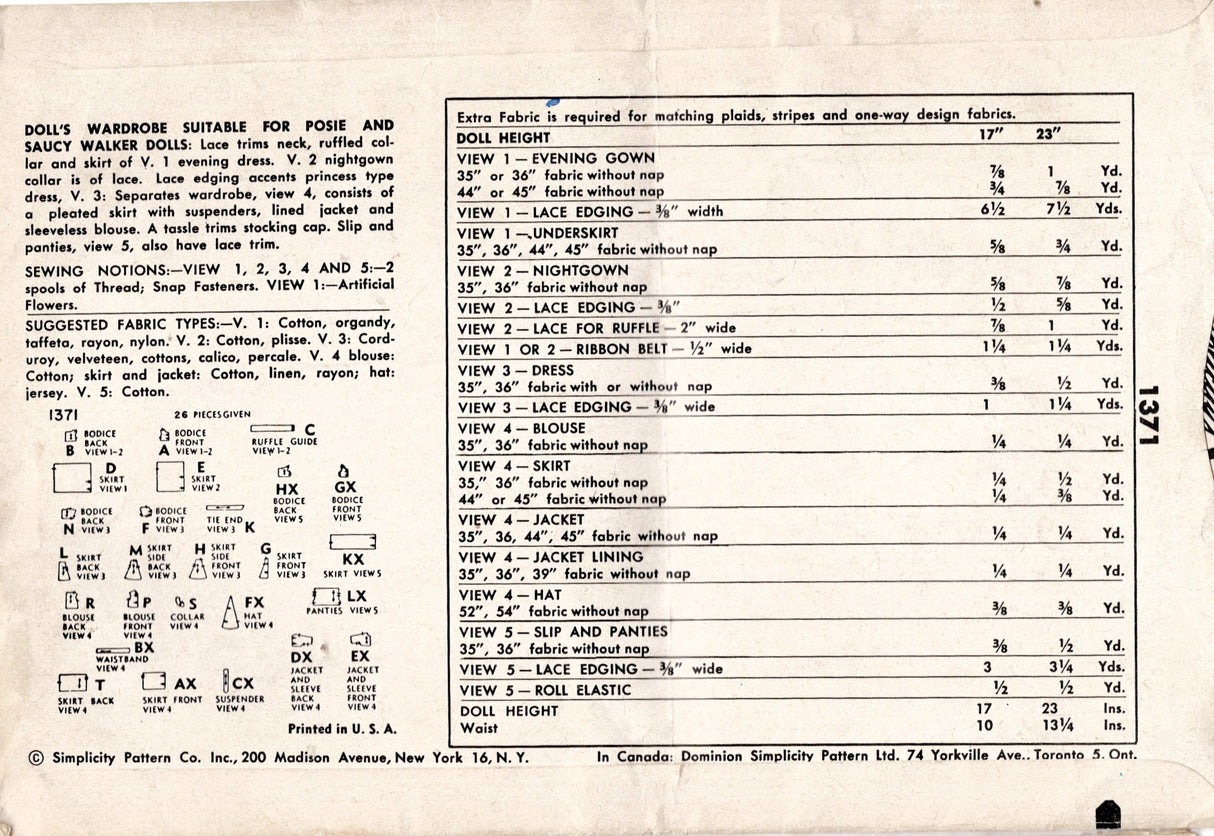 DOLL'S WARDROBE SUITABLE FOR POSIE AND
SAUCY WALKER DOLLS: Lace trims neck, ruffled col-
lar and skirt of V. 1 evening dress. V. 2 nightgown
collar is of lace. Lace edging accents princess type
dress, V. 3: Separates wardrobe, view 4, consists of
a pleated skirt with suspenders, lined jacket and
sleeveless blouse. A tassle trims stocking cap. Slip and
panties, view 5, also have lace trim.
SEWING NOTIONS:—VIEW 1, 2, 3, 4 AND 5:—2
spools of Thread; Snap Fasteners. VIEW 1:—Artificial
Flowers.
SUGGESTED FABRIC TYPES:—V. 1: Cotton, organdy,
taffeta, rayon, nylon. V. 2: Cotton, plisse. V. 3: Cord-
uroy, velveteen, cottons, calico, percale. V. 4 blouse:
Cotton; skirt and jacket: Cotton, linen, rayon; hat:
jersey. V. 5: Cotton.
1371 26 PIECES GIVEN
B BODICE BACK VIEW 1-2
A BODICE FRONT VIEW 1-2
C RUFFLE GUIDE VIEW 1-2
D SKIRT VIEW 1
E SKIRT VIEW 2
HX BODICE BACK VIEW 5
GX BODICE FRONT VIEW 5
N BODICE BACK VIEW 3
F BODICE FRONT VIEW 3
TIE END VIEW 3 K
L SKIRT BACK VIEW 3
M SKIRT SIDE BACK VIEW 3
H SKIRT SIDE FRONT VIEW 3
G SKIRT FRONT VIEW 3
KX SKIRT VIEW 5
R BLOUSE BACK VIEW 4
P BLOUSE FRONT VIEW 4
S COLLAR VIEW 4
FX HAT VIEW 4
LX PANTIES VIEW 5
BX WAISTBAND VIEW 4
DX JACKET AND SLEEVE BACK VIEW 4
EX JACKET AND SLEEVE FRONT VIEW 4
T SKIRT BACK VIEW 4
AX SKIRT FRONT VIEW 4
CX SUSPENDER VIEW 4
Printed in U. S. A.
Extra Fabric is required for matching plaids, stripes and one-way design fabrics.
DOLL HEIGHT 17" 23"
VIEW 1 — EVENING GOWN
35" or 36" fabric without nap ⅞ 1 Yd.
44" or 45" fabric without nap ¾ ⅞ Yd.
VIEW 1 — LACE EDGING — ⅜" width 6½ 7½ Yds.
VIEW 1 — UNDERSKIRT
35", 36", 44", 45" fabric without nap ⅝ ¾ Yd.
VIEW 2 — NIGHTGOWN
35", 36" fabric without nap ⅝ ⅞ Yd.
VIEW 2 — LACE EDGING — ⅜" ½ ⅝ Yd.
VIEW 2 — LACE FOR RUFFLE — 2" wide ⅞ 1 Yd.
VIEW 1 OR 2 — RIBBON BELT — ½" wide 1¼ 1¼ Yds.
VIEW 3 — DRESS
35", 36" fabric with or without nap ⅜ ½ Yd.
VIEW 3 — LACE EDGING — ⅜" wide 1 1¼ Yds.
VIEW 4 — BLOUSE
35", 36" fabric without nap ¼ ¼ Yd.
VIEW 4 — SKIRT
35," 36" fabric without nap ¼ ½ Yd.
44" or 45" fabric without nap ¼ ⅜ Yd.
VIEW 4 — JACKET
35", 36, 44", 45" fabric without nap ¼ ¼ Yd.
VIEW 4 — JACKET LINING
35", 36", 39" fabric without nap ¼ ¼ Yd.
VIEW 4 — HAT
52", 54" fabric without nap ⅜ ⅜ Yd.
VIEW 5 — SLIP AND PANTIES
35", 36" fabric without nap ⅜ ½ Yd.
VIEW 5 — LACE EDGING — ⅜" wide 3 3¼ Yds.
VIEW 5 — ROLL ELASTIC ½ ½ Yd.
DOLL HEIGHT 17 23 Ins.
Waist 10 13¼ Ins.
1371
© Simplicity Pattern Co. Inc., 200 Madison Avenue, New York 16, N. Y. In Canada: Dominion Simplicity Pattern Ltd. 74 Yorkville Ave., Toronto 5, Ont.